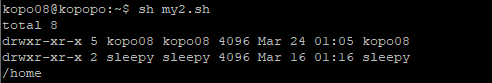 kopo08@kopopo:~$ sh my2.sh
total 8
drwxr-xr-x 5 kopo08 kopo08 4096 Mar 24 01:05 kopo08
drwxr-xr-x 2 sleepy sleepy 4096 Mar 16 01:16 sleepy
/home